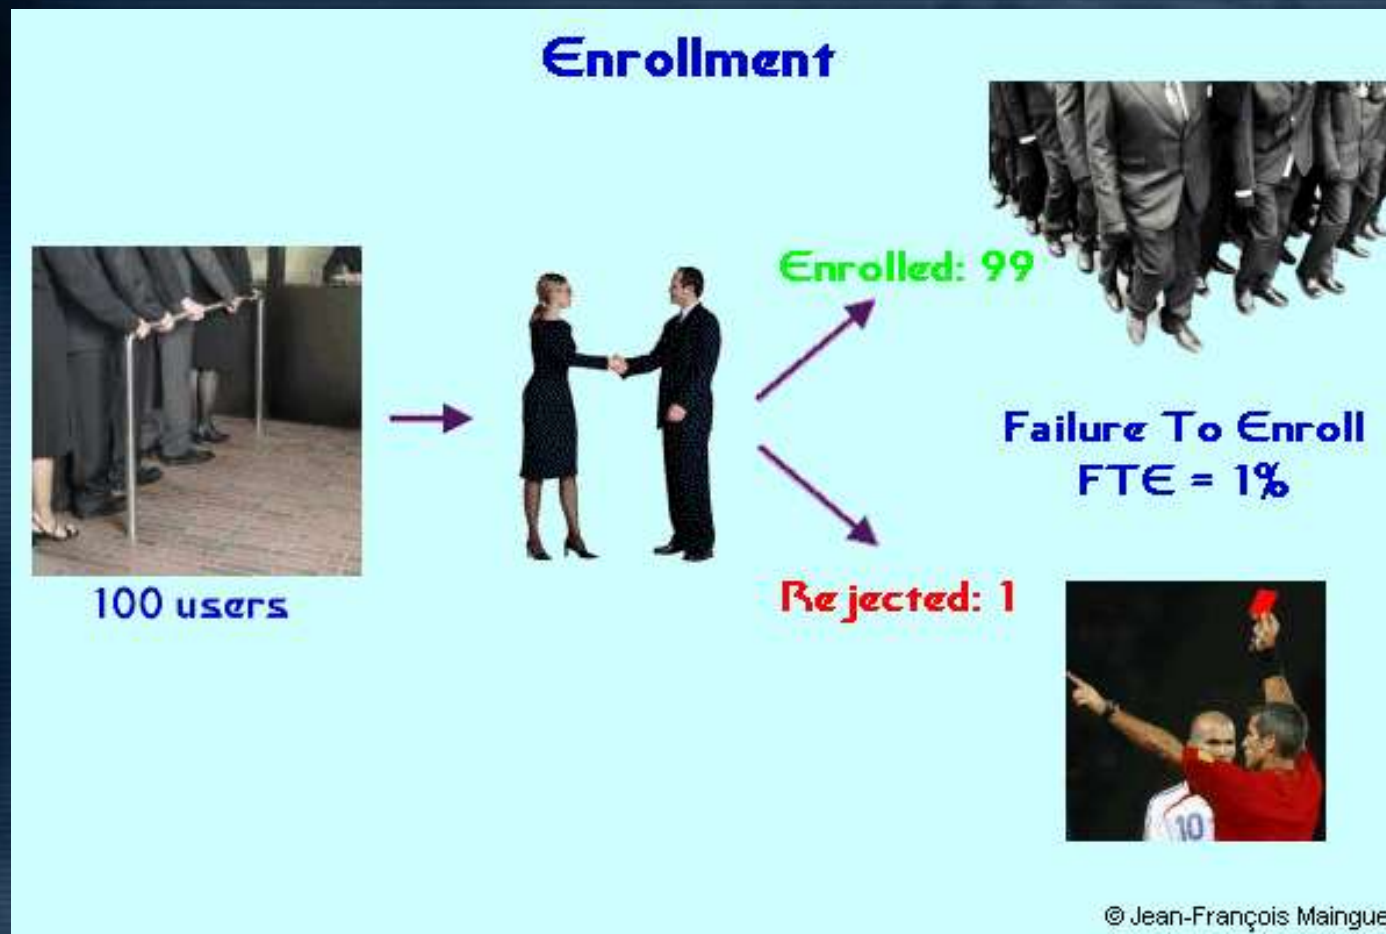 Enrollment
Enrolled: 99
100 users
Failure To Enroll
FTE = 1%
Rejected: 1
10
© Jean-François Maingue